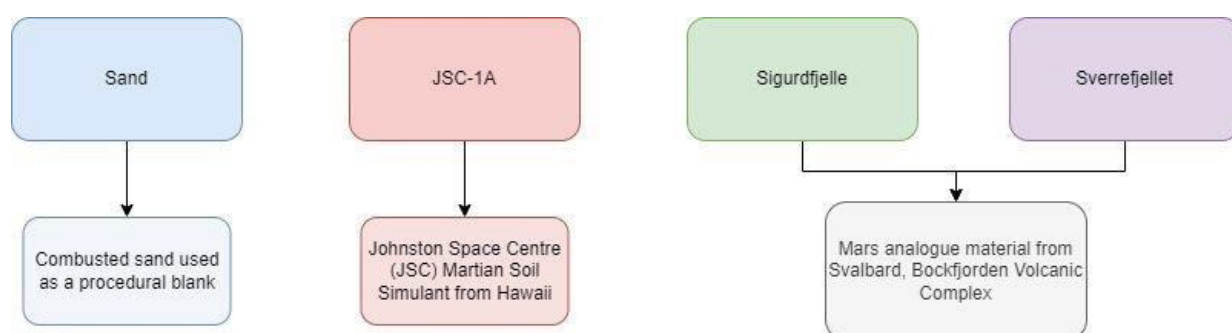 Sand
JSC-1A
Sigurdfjelle
Sverrefjellet
Combusted sand used
as a procedural blank
Johnston Space Centre
(JSC) Martian Soil
Simulant from Hawaii
Mars analogue material from
Svalbard, Bockfjorden Volcanic
Complex